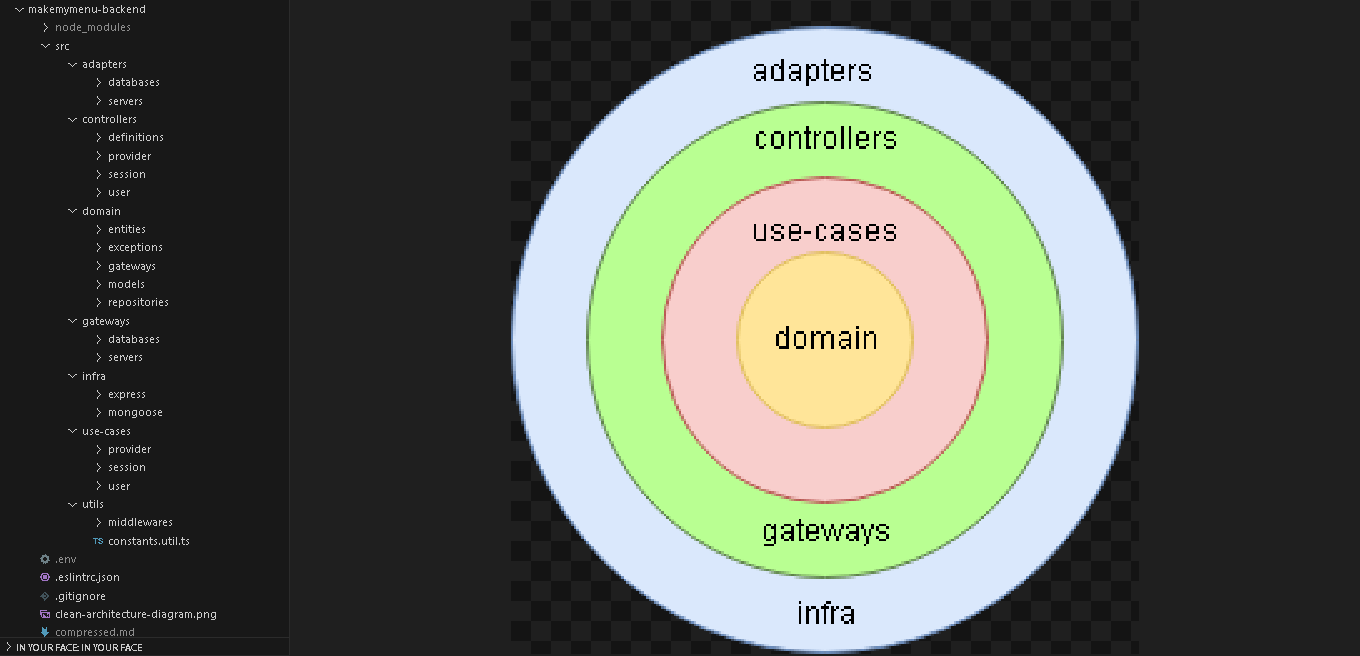 makemymenu-backend
node_modules
src
adapters
databases
servers
controllers
definitions
provider
session
user
domain
entities
exceptions
gateways
models
repositories
gateways
databases
servers
infra
express
mongoose
use-cases
provider
session
user
utils
middlewares
TS constants.util.ts
.env
.eslintrc.json
.gitignore
clean-architecture-diagram.png
compressed.md
IN YOUR FACE: IN YOUR FACE
adapters
controllers
use-cases
domain
gateways
infra